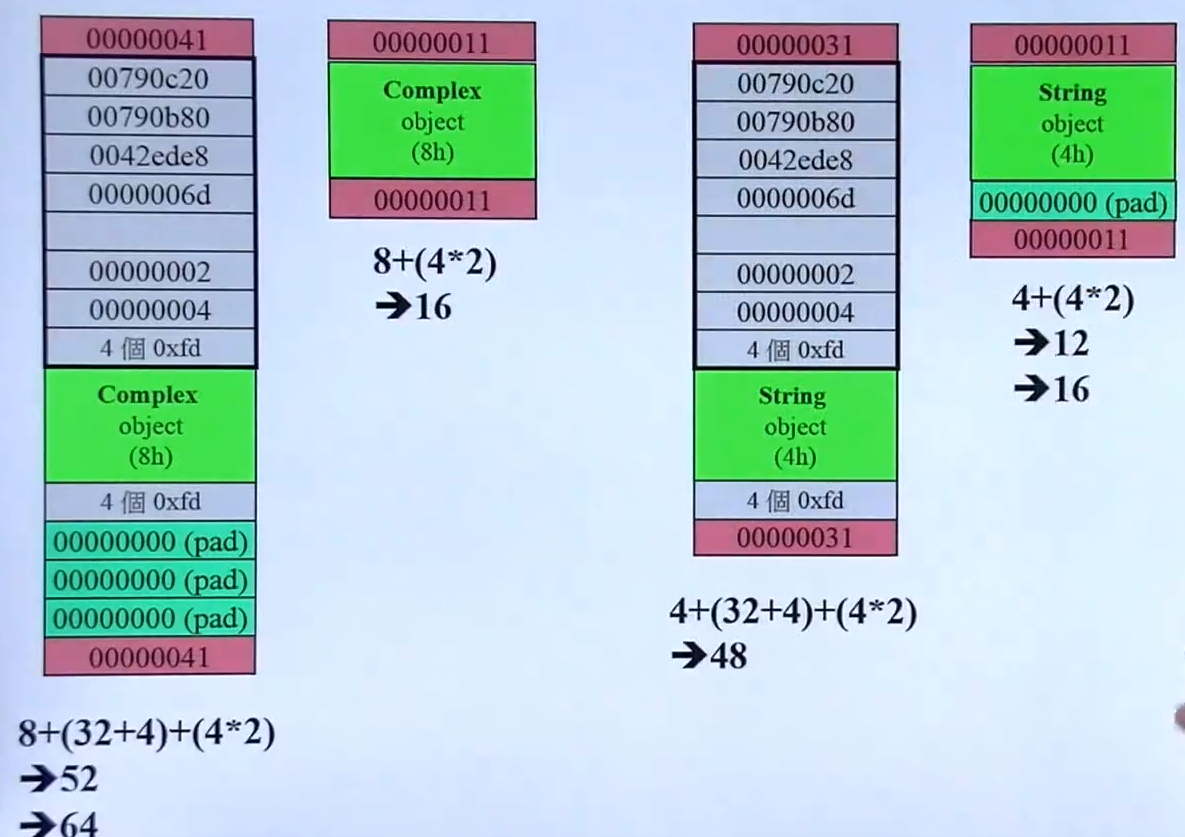 00000041
00790c20
00790b80
0042ede8
0000006d
00000002
00000004
4 個 0xfd
Complex
object
(8h)
4 個 0xfd
00000000 (pad)
00000000 (pad)
00000000 (pad)
00000041
8+(32+4)+(4*2)
➔52
➔64
00000011
Complex
object
(8h)
00000011
8+(4*2)
➔16
00000031
00790c20
00790b80
0042ede8
0000006d
00000002
00000004
4 個 0xfd
String
object
(4h)
4 個 0xfd
00000031
4+(32+4)+(4*2)
➔48
00000011
String
object
(4h)
00000000 (pad)
00000011
4+(4*2)
➔12
➔16